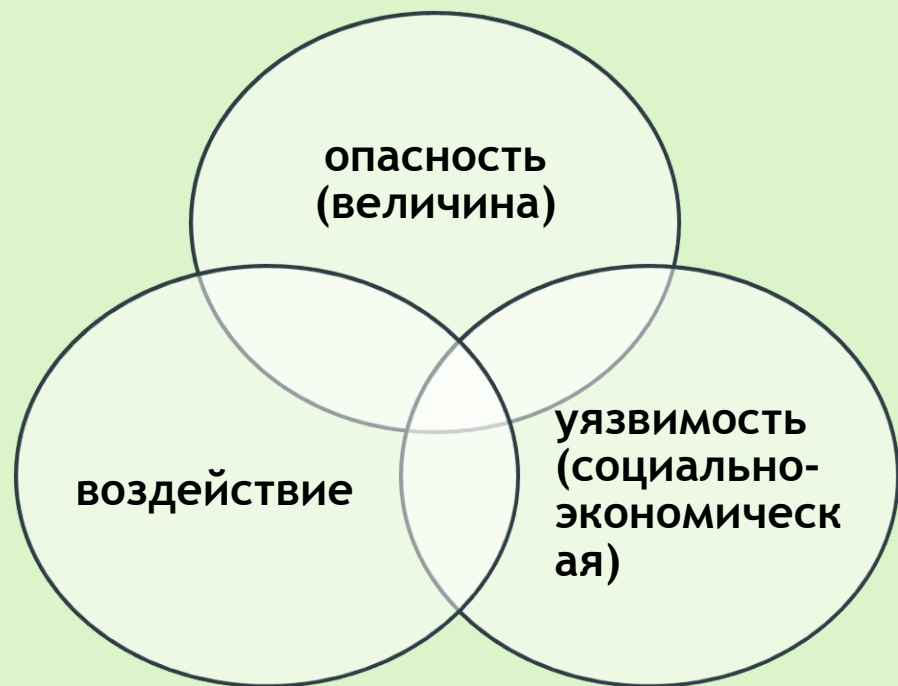 опасность
(величина)
воздействие
уязвимость
(социально-
экономическ
ая)